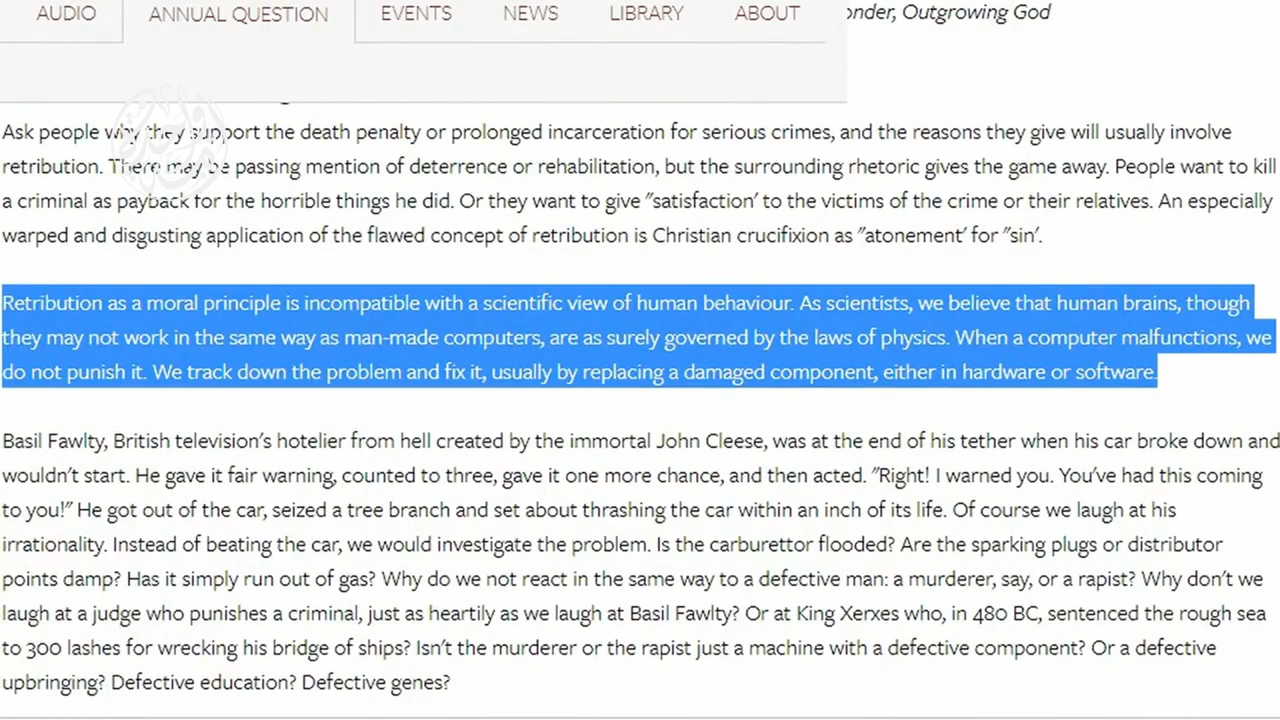 AUDIO
ANNUAL QUESTION
EVENTS
NEWS
LIBRARY
ABOUT
onder, Outgrowing God
Ask people why they support the death penalty or prolonged incarceration for serious crimes, and the reasons they give will usually involve
retribution. There may be passing mention of deterrence or rehabilitation, but the surrounding rhetoric gives the game away. People want to kill
a criminal as payback for the horrible things he did. Or they want to give "satisfaction' to the victims of the crime or their relatives. An especially
warped and disgusting application of the flawed concept of retribution is Christian crucifixion as "atonement' for "sin'.
Retribution as a moral principle is incompatible with a scientific view of human behaviour. As scientists, we believe that human brains, though
they may not work in the same way as man-made computers, are as surely governed by the laws of physics. When a computer malfunctions, we
do not punish it. We track down the problem and fix it, usually by replacing a damaged component, either in hardware or software.
Basil Fawlty, British television's hotelier from hell created by the immortal John Cleese, was at the end of his tether when his car broke down and
wouldn't start. He gave it fair warning, counted to three, gave it one more chance, and then acted. "Right! I warned you. You've had this coming
to you!" He got out of the car, seized a tree branch and set about thrashing the car within an inch of its life. Of course we laugh at his
irrationality. Instead of beating the car, we would investigate the problem. Is the carburettor flooded? Are the sparking plugs or distributor
points damp? Has it simply run out of gas? Why do we not react in the same way to a defective man: a murderer, say, or a rapist? Why don't we
laugh at a judge who punishes a criminal, just as heartily as we laugh at Basil Fawlty? Or at King Xerxes who, in 480 BC, sentenced the rough sea
to 300 lashes for wrecking his bridge of ships? Isn't the murderer or the rapist just a machine with a defective component? Or a defective
upbringing? Defective education? Defective genes?